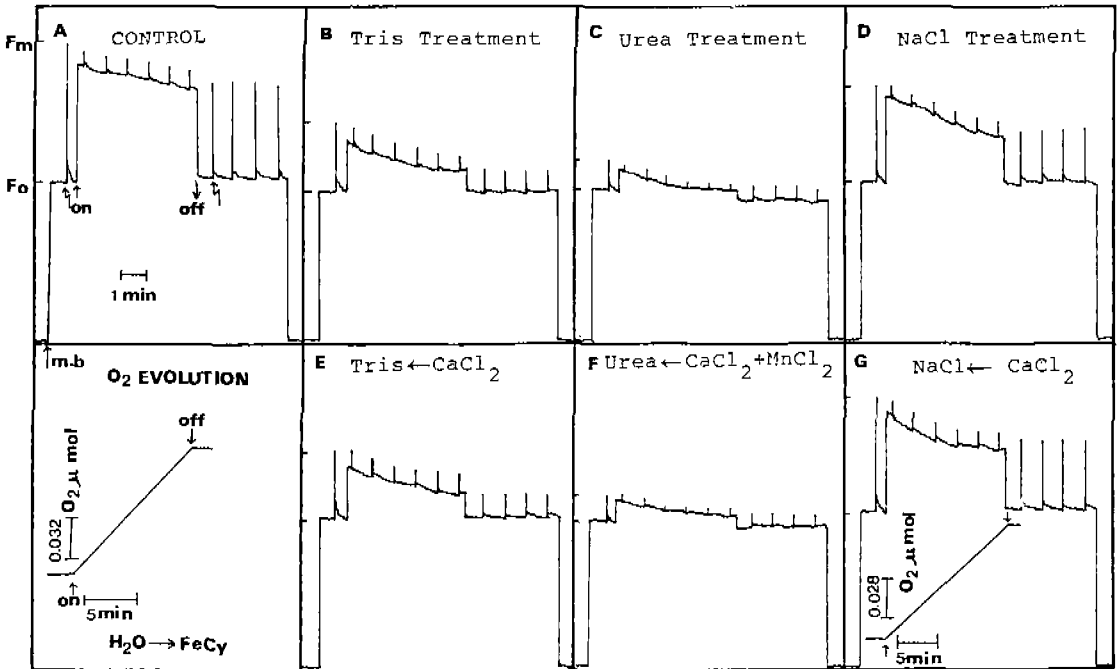 A
CONTROL
Fm
Fo
on
off
1 min
m.b
B
Tris Treatment
C
Urea Treatment
D
NaCl Treatment
O2 EVOLUTION
off
O2 μ mol
0.032
on
5min
H2O→FeCy
E
Tris←CaCl2
F
Urea←CaCl2+MnCl2
G
NaCl← CaCl2
O2 μ mol
0.028
5min